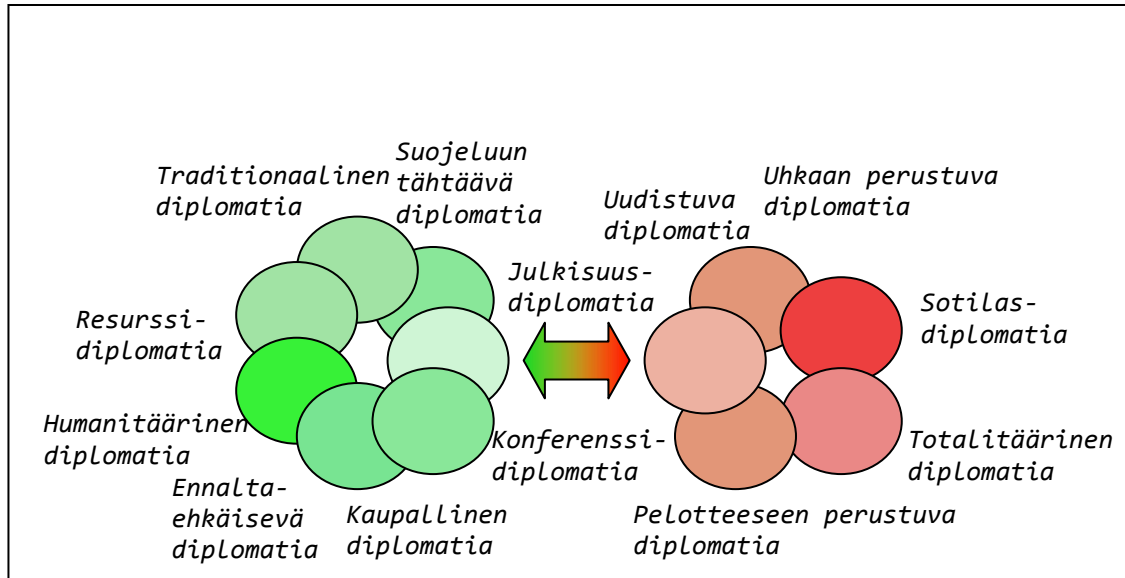 Suojeluun
tähtäävä
diplomatia
Traditionaalinen
diplomatia
Uhkaan perustuva
diplomatia
Uudistuva
diplomatia
Julkisuus-
diplomatia
Resurssi-
diplomatia
Sotilas-
diplomatia
Humanitäärinen
diplomatia
Konferenssi-
diplomatia
Totalitäärinen
diplomatia
Ennalta-
ehkäisevä
diplomatia
Kaupallinen
diplomatia
Pelotteeseen perustuva
diplomatia